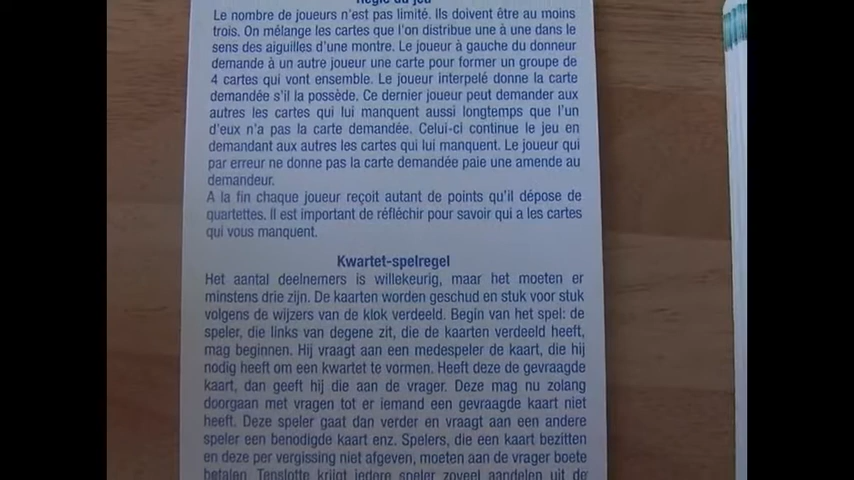 Règle du jeu
Le nombre de joueurs n'est pas limité. Ils doivent être au moins
trois. On mélange les cartes que l'on distribue une à une dans le
sens des aiguilles d'une montre. Le joueur à gauche du donneur
demande à un autre joueur une carte pour former un groupe de
4 cartes qui vont ensemble. Le joueur interpelé donne la carte
demandée s'il la possède. Ce dernier joueur peut demander aux
autres les cartes qui lui manquent aussi longtemps que l'un
d'eux n'a pas la carte demandée. Celui-ci continue le jeu en
demandant aux autres les cartes qui lui manquent. Le joueur qui
par erreur ne donne pas la carte demandée paie une amende au
demandeur.
A la fin chaque joueur reçoit autant de points qu'il dépose de
quartettes. Il est important de réfléchir pour savoir qui a les cartes
qui vous manquent.
Kwartet-spelregel
Het aantal deelnemers is willekeurig, maar het moeten er
minstens drie zijn. De kaarten worden geschud en stuk voor stuk
volgens de wijzers van de klok verdeeld. Begin van het spel: de
speler, die links van degene zit, die de kaarten verdeeld heeft,
mag beginnen. Hij vraagt aan een medespeler de kaart, die hij
nodig heeft om een kwartet te vormen. Heeft deze de gevraagde
kaart, dan geeft hij die aan de vrager. Deze mag nu zolang
doorgaan met vragen tot er iemand een gevraagde kaart niet
heeft. Deze speler gaat dan verder en vraagt aan een andere
speler een benodigde kaart enz. Spelers, die een kaart bezitten
en deze per vergissing niet afgeven, moeten aan de vrager boete
betalen. Tenslotte krijgt iedere speler zoveel aandelen uit de